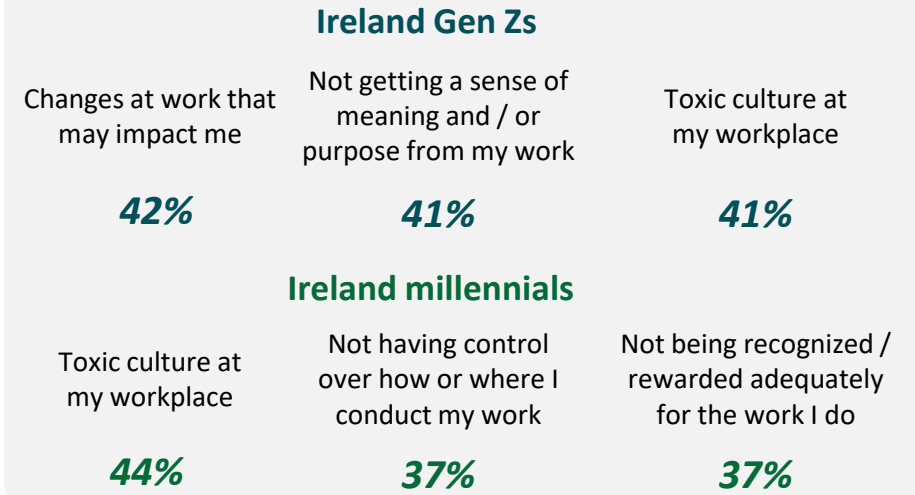 Ireland Gen Zs
Changes at work that
may impact me
42%
Not getting a sense of
meaning and / or
purpose from my work
41%
Toxic culture at
my workplace
41%
Ireland millennials
Toxic culture at
my workplace
44%
Not having control
over how or where I
conduct my work
37%
Not being recognized /
rewarded adequately
for the work I do
37%